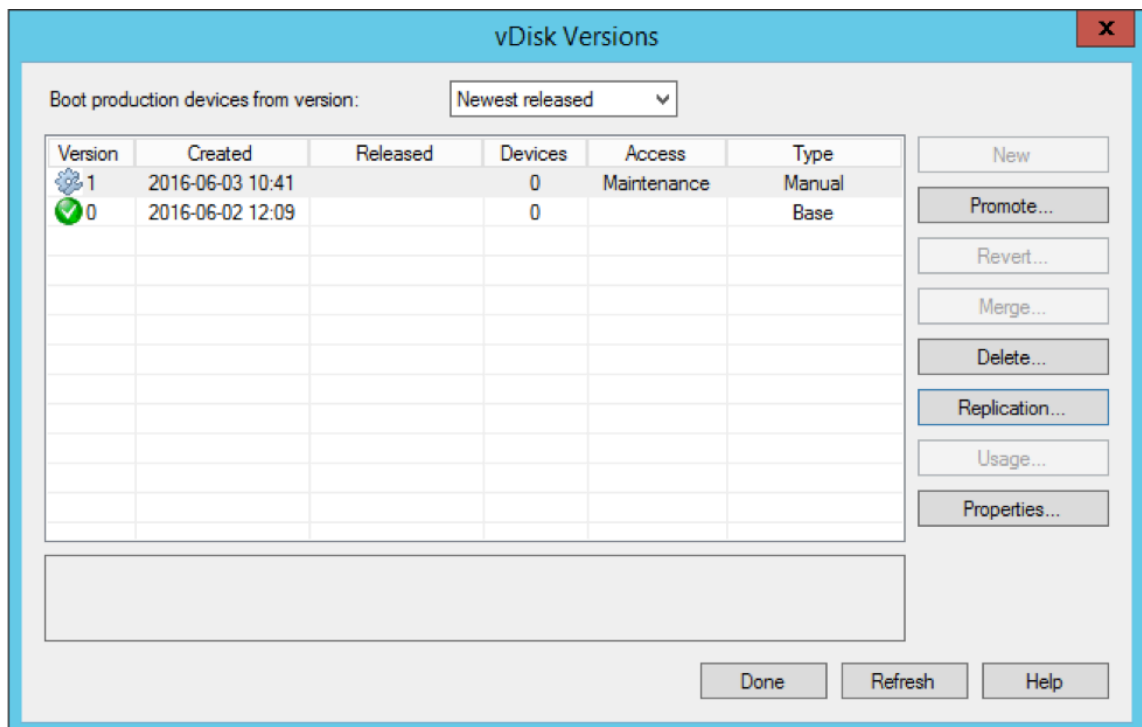 vDisk Versions
x
Boot production devices from version: Newest released
Version Created Released Devices Access Type
1 2016-06-03 10:41 0 Maintenance Manual
0 2016-06-02 12:09 0 Base
New
Promote...
Revert...
Merge...
Delete...
Replication...
Usage...
Properties...
Done Refresh Help